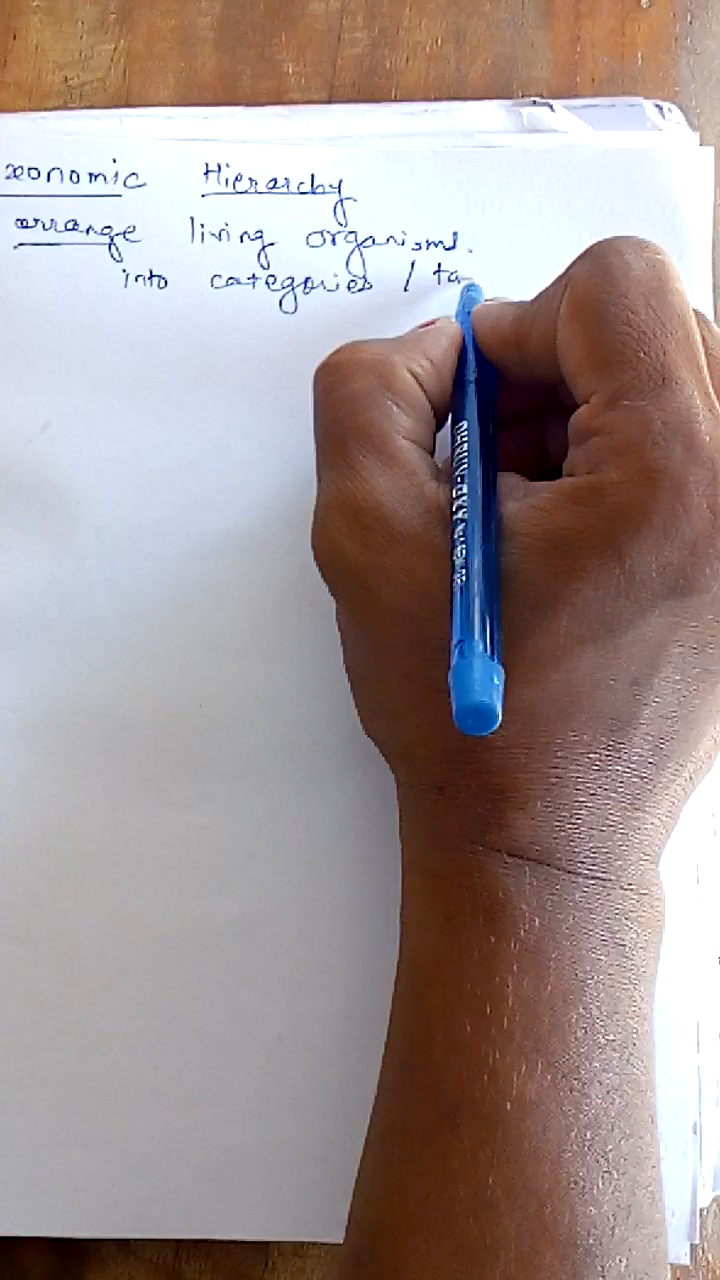 xonomic Hierarchy
arrange living organisms.
into categories / ta